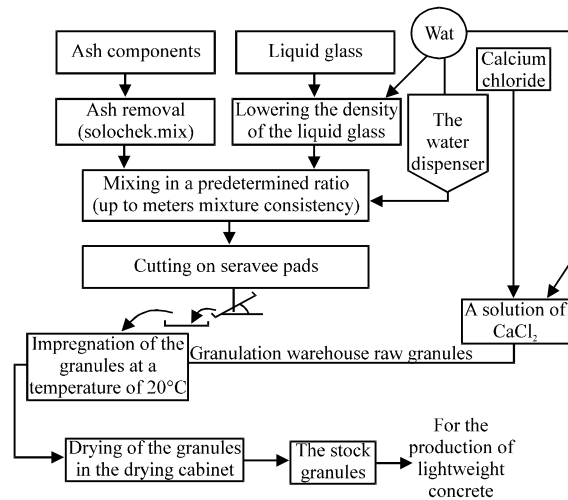 Ash components
Liquid glass
Wat
Calcium
chloride
Ash removal
(solochek.mix)
Lowering the density
of the liquid glass
The
water
dispenser
Mixing in a predetermined ratio
(up to meters mixture consistency)
Cutting on seravee pads
A solution of
CaCl₂
Impregnation of the
granules at a
temperature of 20°C
Granulation warehouse raw granules
Drying of the granules
in the drying cabinet
The stock
granules
For the
production of
lightweight
concrete